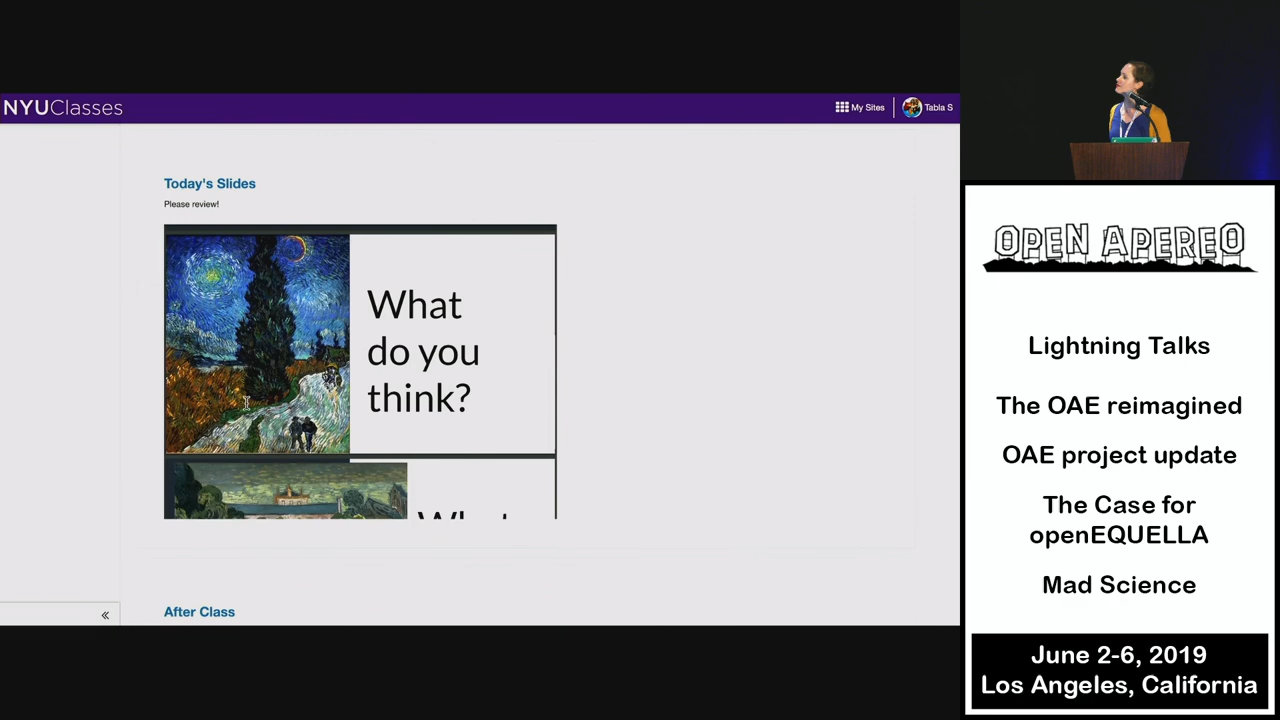 NYUClasses
My Sites
Tabla S
Today's Slides
Please review!
What
do you
think?
After Class
OPEN APEREO
Lightning Talks
The OAE reimagined
OAE project update
The Case for
openEQUELLA
Mad Science
June 2-6, 2019
Los Angeles, California